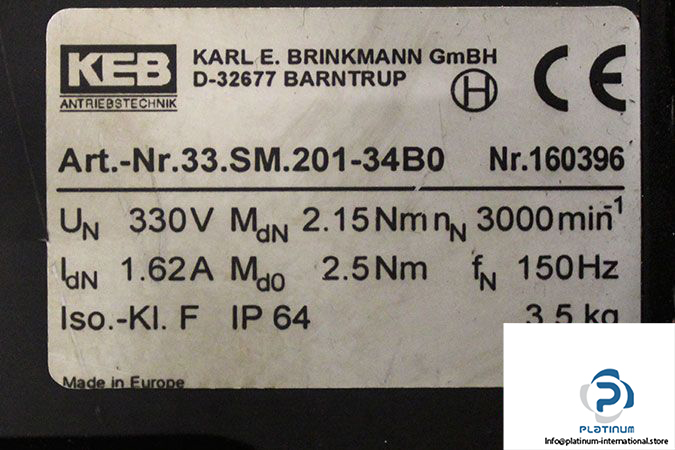 KEB
ANTRIEBSTECHNIK
KARL E. BRINKMANN GmBH
D-32677 BARNTRUP
H
CE
Art.-Nr.33.SM.201-34B0 Nr.160396
UN 330V MdN 2.15Nm nN 3000min-1
IdN 1.62A Md0 2.5Nm fN 150Hz
Iso.-Kl. F IP 64 3.5 kg
Made in Europe
PLATINUM
Info@platinum-international.store